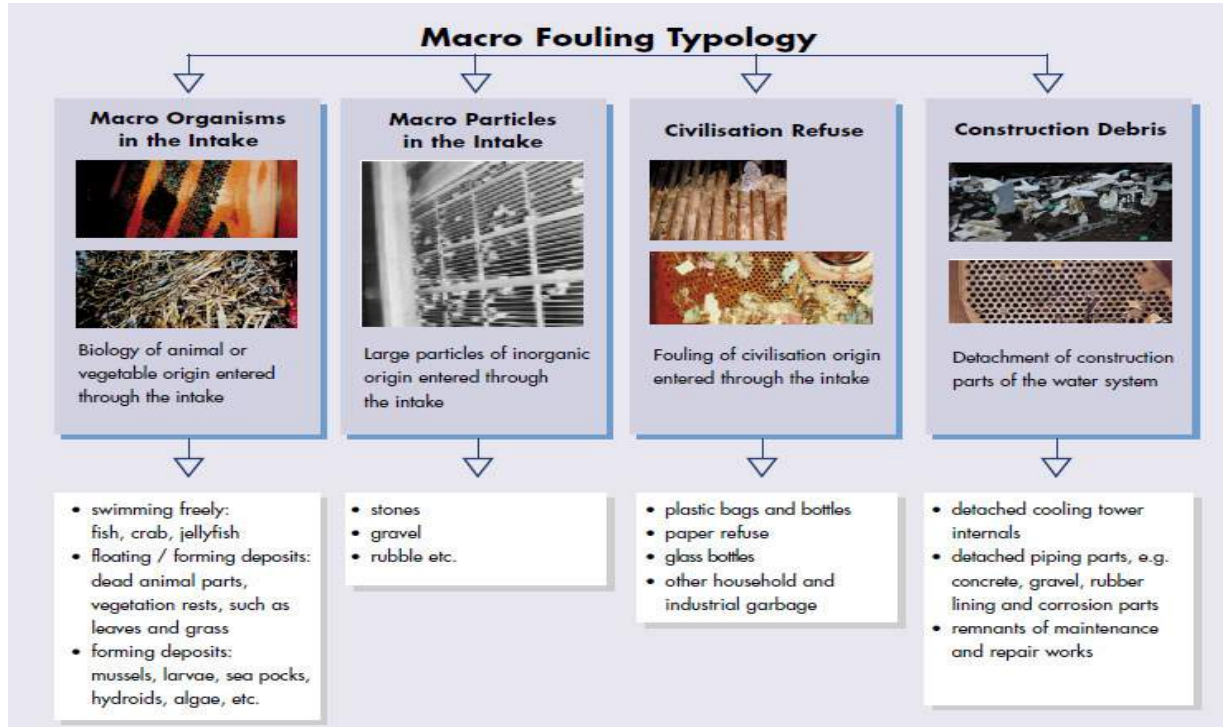 Macro Fouling Typology
Macro Organisms
in the Intake
Biology of animal or
vegetable origin entered
through the intake
• swimming freely:
fish, crab, jellyfish
• floating / forming deposits:
dead animal parts,
vegetation rests, such as
leaves and grass
• forming deposits:
mussels, larvae, sea pocks,
hydroids, algae, etc.
Macro Particles
in the Intake
Large particles of inorganic
origin entered through
the intake
• stones
• gravel
• rubble etc.
Civilisation Refuse
Fouling of civilisation origin
entered through the intake
• plastic bags and bottles
• paper refuse
• glass bottles
• other household and
industrial garbage
Construction Debris
Detachment of construction
parts of the water system
• detached cooling tower
internals
• detached piping parts, e.g.
concrete, gravel, rubber
lining and corrosion parts
• remnants of maintenance
and repair works